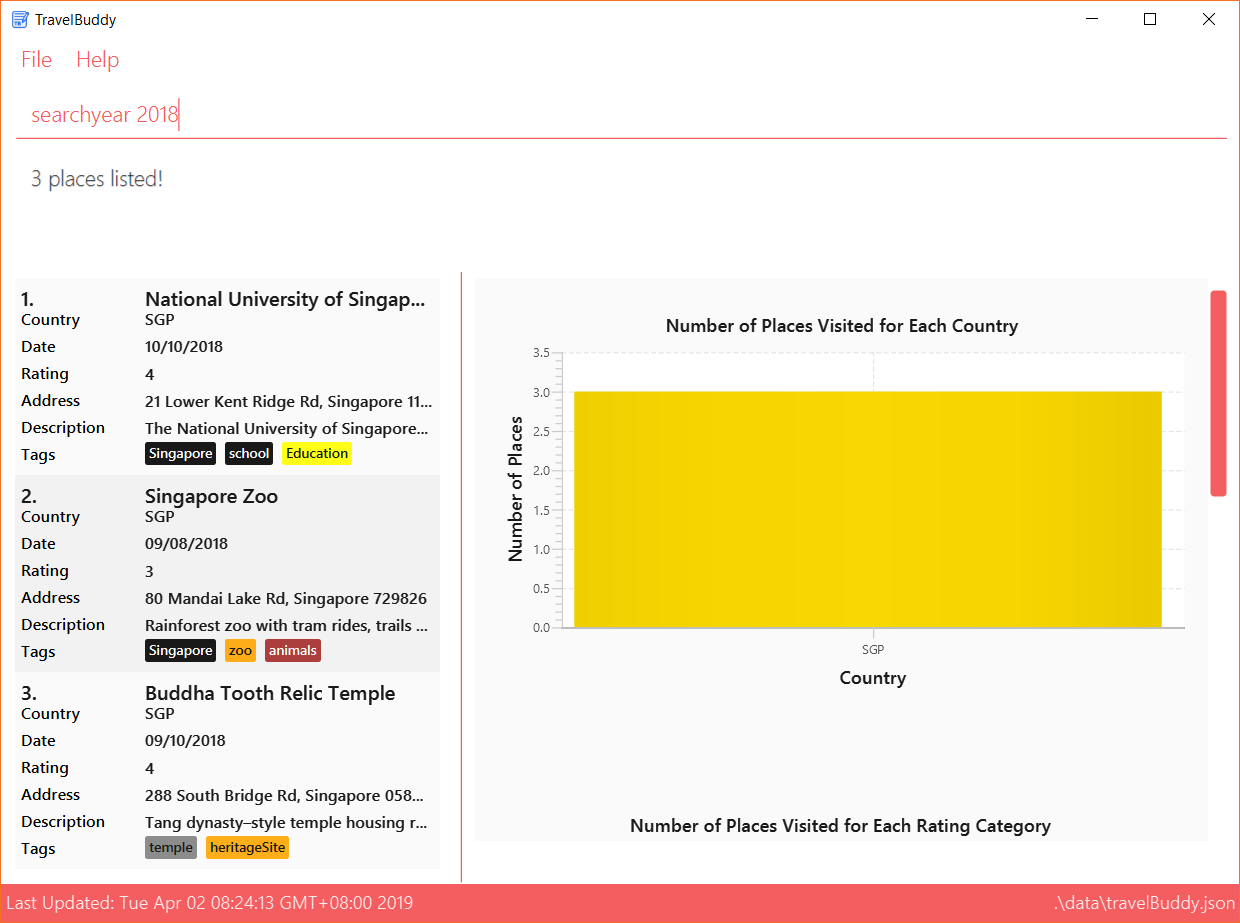 TravelBuddy
File Help
searchyear 2018
3 places listed!
1. National University of Singap...
Country SGP
Date 10/10/2018
Rating 4
Address 21 Lower Kent Ridge Rd, Singapore 11...
Description The National University of Singapore...
Tags Singapore school Education
2. Singapore Zoo
Country SGP
Date 09/08/2018
Rating 3
Address 80 Mandai Lake Rd, Singapore 729826
Description Rainforest zoo with tram rides, trails ...
Tags Singapore zoo animals
3. Buddha Tooth Relic Temple
Country SGP
Date 09/10/2018
Rating 4
Address 288 South Bridge Rd, Singapore 058...
Description Tang dynasty–style temple housing r...
Tags temple heritageSite
Number of Places Visited for Each Country
Number of Places
3.5
3.0
2.5
2.0
1.5
1.0
0.5
0.0
SGP
Country
Number of Places Visited for Each Rating Category
Last Updated: Tue Apr 02 08:24:13 GMT+08:00 2019
.\data\travelBuddy.json